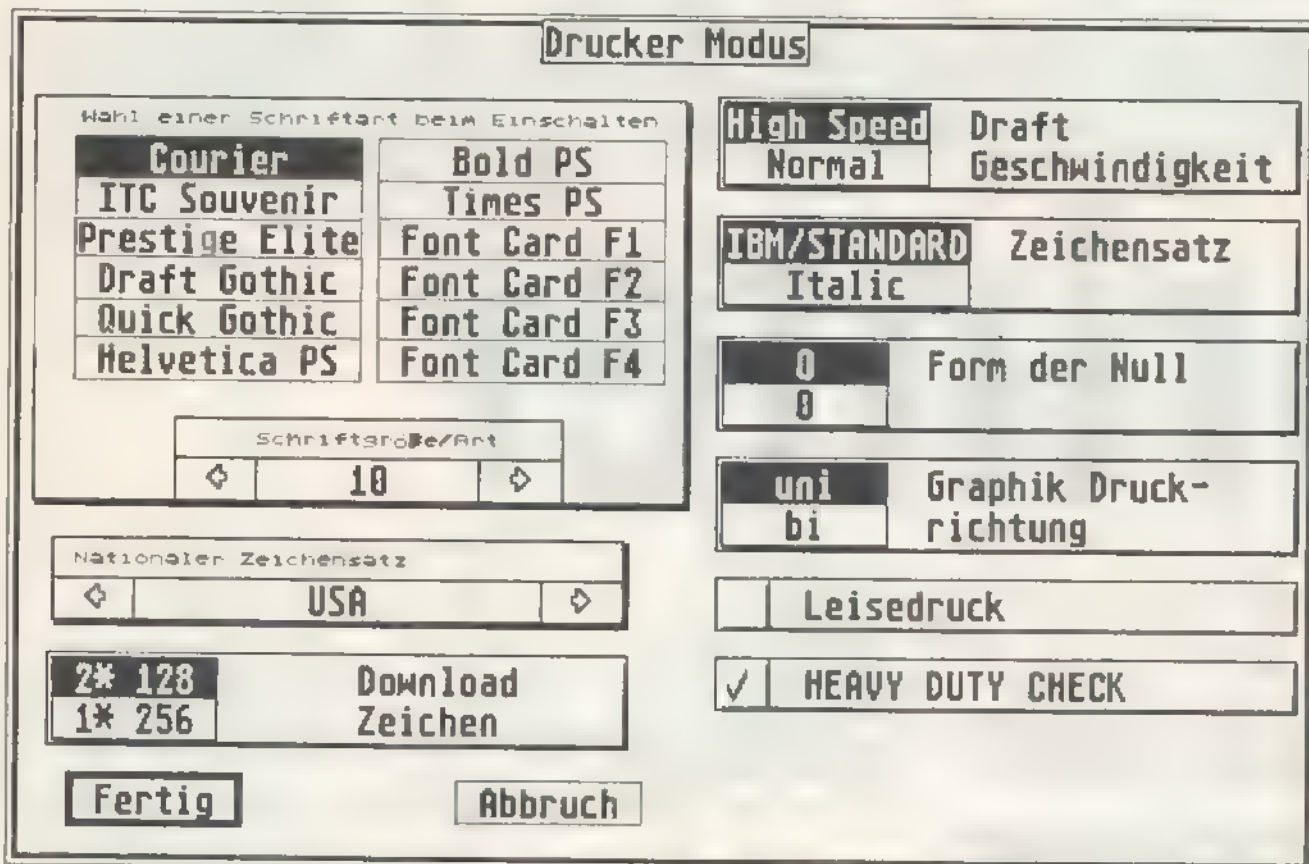 Drucker Modus
Wahl einer Schriftart beim Einschalten
Courier
ITC Souvenir
Prestige Elite
Draft Gothic
Quick Gothic
Helvetica PS
Bold PS
Times PS
Font Card F1
Font Card F2
Font Card F3
Font Card F4
Schriftgröße/Art
10
Nationaler Zeichensatz
USA
2* 128
1* 256
Download
Zeichen
Fertig
Abbruch
High Speed
Normal
Draft
Geschwindigkeit
IBM/STANDARD
Italic
Zeichensatz
0
0
Form der Null
uni
bi
Graphik Druck-
richtung
Leisedruck
✓ HEAVY DUTY CHECK